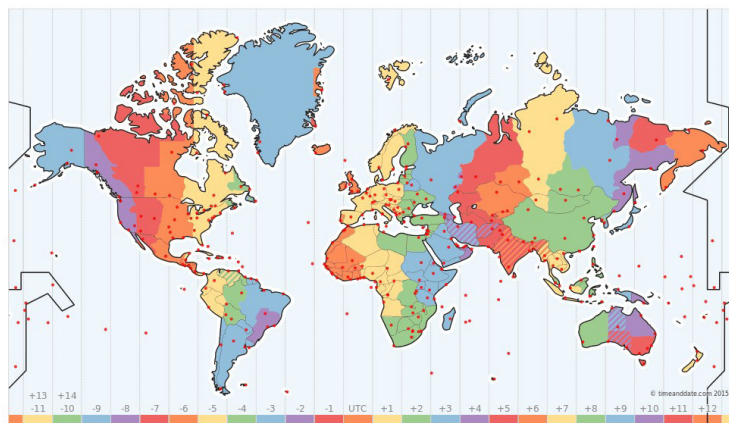 © timeanddate.com 2015
+13 +14
-11 -10 -9 -8 -7 -6 -5 -4 -3 -2 -1 UTC +1 +2 +3 +4 +5 +6 +7 +8 +9 +10 +11 +12